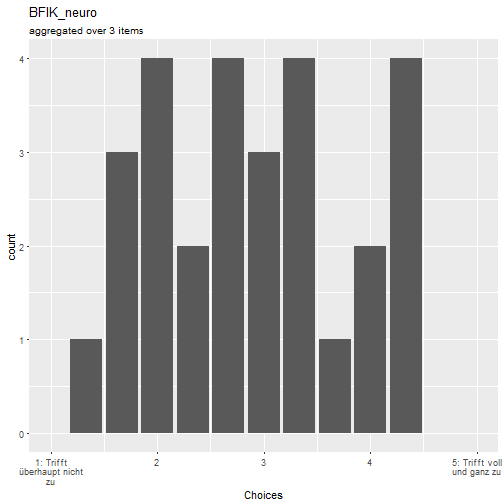 BFIK_neuro
aggregated over 3 items
4
3
2
1
0
count
1: Trifft
überhaupt nicht
zu
2
3
4
5: Trifft voll
und ganz zu
Choices